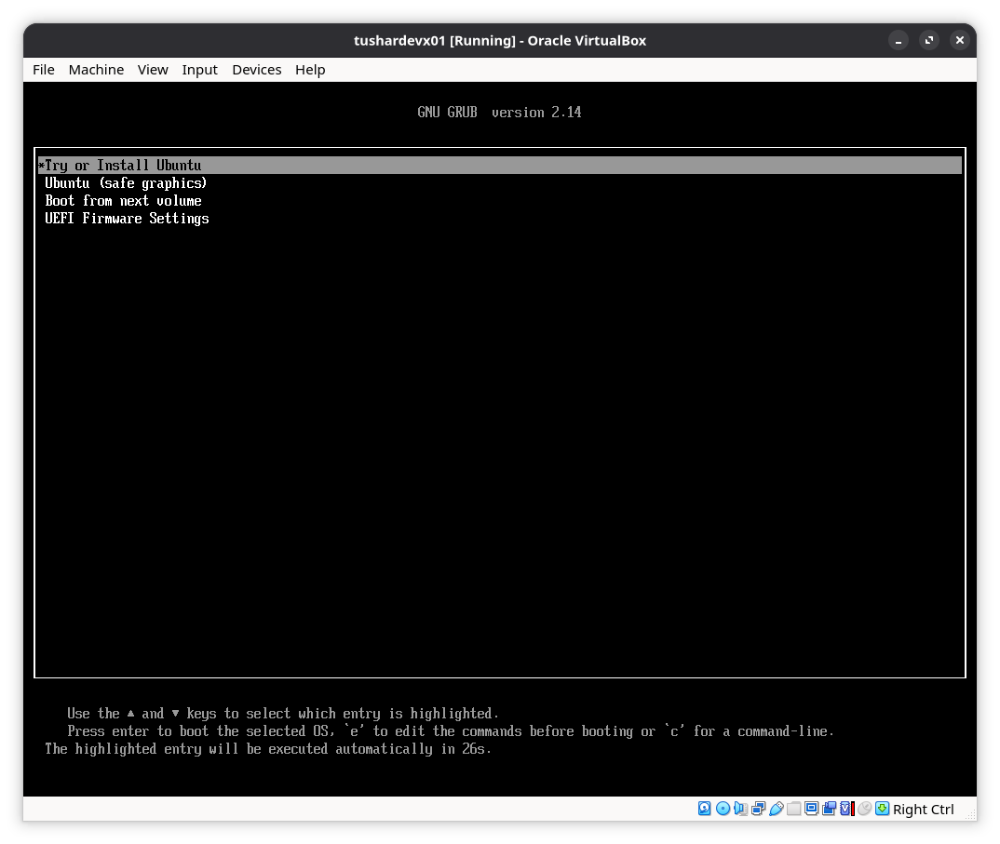 tushardevx01 [Running] - Oracle VirtualBox
File Machine View Input Devices Help
GNU GRUB  version 2.14
*Try or Install Ubuntu
Ubuntu (safe graphics)
Boot from next volume
UEFI Firmware Settings
Use the ▲ and ▼ keys to select which entry is highlighted.
Press enter to boot the selected OS, `e' to edit the commands before booting or `c' for a command-line.
The highlighted entry will be executed automatically in 26s.
Right Ctrl